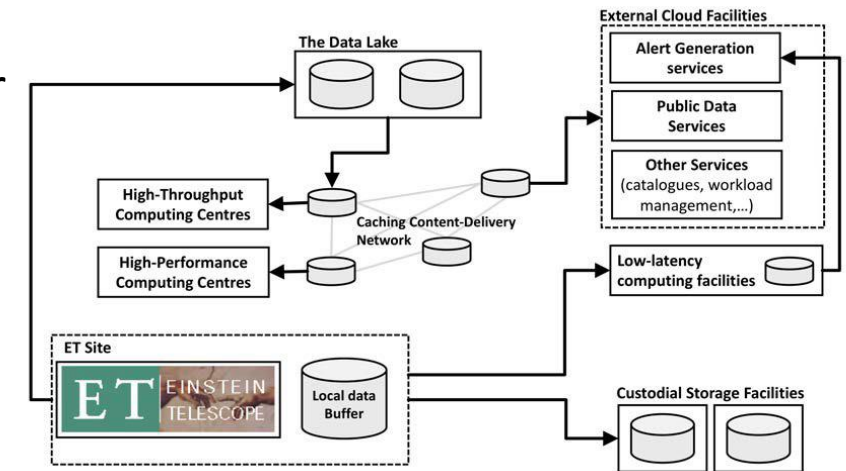 External Cloud Facilities
The Data Lake
Alert Generation
services
Public Data
Services
Other Services
(catalogues, workload
management,...)
High-Throughput
Computing Centres
Caching Content-Delivery
Network
High-Performance
Computing Centres
Low-latency
computing facilities
ET Site
ET
EINSTEIN
TELESCOPE
Local data
Buffer
Custodial Storage Facilities